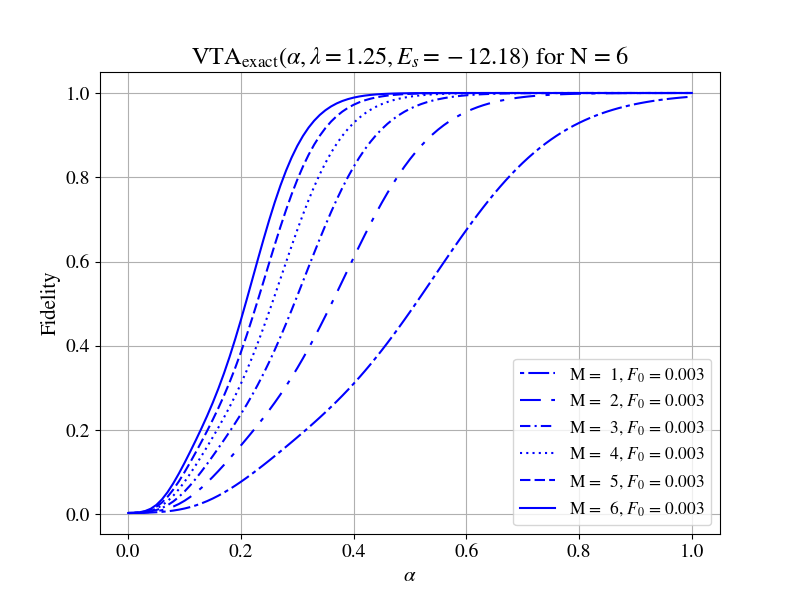 VTA_exact(α, λ = 1.25, E_s = −12.18) for N = 6
1.0
0.8
0.6
0.4
0.2
0.0
Fidelity
0.0 0.2 0.4 0.6 0.8 1.0
α
M = 1, F_0 = 0.003
M = 2, F_0 = 0.003
M = 3, F_0 = 0.003
M = 4, F_0 = 0.003
M = 5, F_0 = 0.003
M = 6, F_0 = 0.003